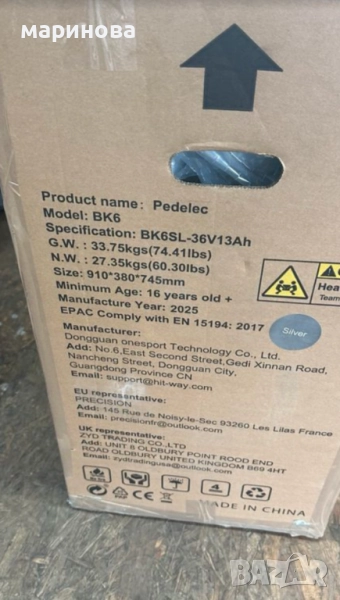 маринова
Product name: Pedelec
Model: BK6
Specification: BK6SL-36V13Ah
G.W. : 33.75kgs(74.41lbs)
N.W. : 27.35kgs(60.30lbs)
Size: 910*380*745mm
Minimum Age: 16 years old +
Manufacture Year: 2025
EPAC Comply with EN 15194: 2017
Hea
Team
Silver
Manufacturer:
Dongguan onesport Technology Co., Ltd.
Add: No.6,East Second Street,Gedi Xinnan Road,
Nancheng Street, Dongguan City,
Guangdong Province CN
Email: support@hit-way.com
EU representative:
PRECISION
Add: 145 Rue de Noisy-le-Sec 93260 Les Lilas France
Email: precisionfr@outlook.com
UK representative:
ZYD TRADING CO.,LTD
Add: UNIT 6 OLDBURY POINT ROOD END
ROAD OLDBURY UNITED KINGDOM B69 4HT
Email: zydtradingusa@outlook.com
4
CE
MADE IN CHINA
BAZAR